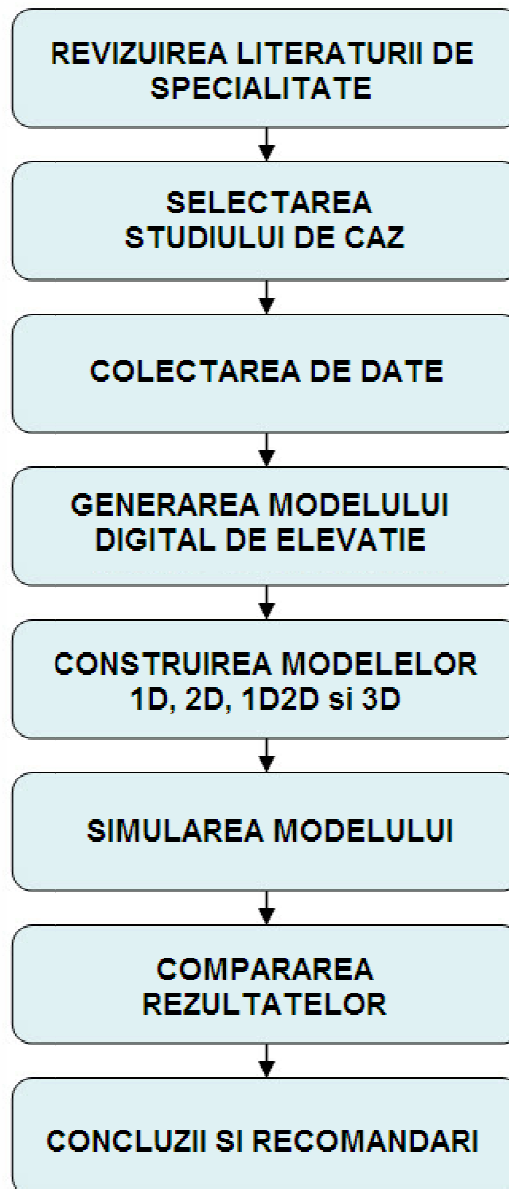 REVIZUIREA LITERATURII DE
SPECIALITATE
SELECTAREA
STUDIULUI DE CAZ
COLECTAREA DE DATE
GENERAREA MODELULUI
DIGITAL DE ELEVATIE
CONSTRUIREA MODELELOR
1D, 2D, 1D2D si 3D
SIMULAREA MODELULUI
COMPARAREA
REZULTATELOR
CONCLUZII SI RECOMANDARI